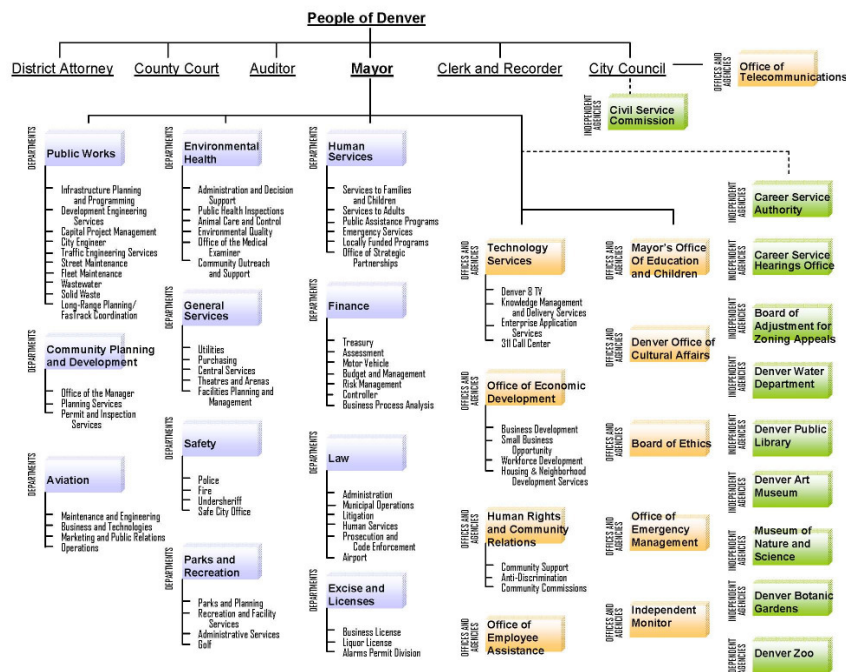 People of Denver
District Attorney
County Court
Auditor
Mayor
Clerk and Recorder
City Council
OFFICES AND
AGENCIES
Office of
Telecommunications
INDEPENDENT
AGENCIES
Civil Service
Commission
DEPARTMENTS
Public Works
Infrastructure Planning
and Programming
Development Engineering
Services
Capital Project Management
City Engineer
Traffic Engineering Services
Street Maintenance
Fleet Maintenance
Wastewater
Solid Waste
Long-Range Planning/
FasTrack Coordination
DEPARTMENTS
Community Planning
and Development
Office of the Manager
Planning Services
Permit and Inspection
Services
DEPARTMENTS
Aviation
Maintenance and Engineering
Business and Technologies
Marketing and Public Relations
Operations
DEPARTMENTS
Environmental
Health
Administration and Decision
Support
Public Health Inspections
Animal Care and Control
Environmental Quality
Office of the Medical
Examiner
Community Outreach
and Support
DEPARTMENTS
General
Services
Utilities
Purchasing
Central Services
Theatres and Arenas
Facilities Planning and
Management
DEPARTMENTS
Safety
Police
Fire
Undersheriff
Safe City Office
DEPARTMENTS
Parks and
Recreation
Parks and Planning
Recreation and Facility
Services
Administrative Services
Golf
DEPARTMENTS
Human
Services
Services to Families
and Children
Services to Adults
Public Assistance Programs
Emergency Services
Locally Funded Programs
Office of Strategic
Partnerships
DEPARTMENTS
Finance
Treasury
Assessment
Motor Vehicle
Budget and Management
Risk Management
Controller
Business Process Analysis
DEPARTMENTS
Law
Administration
Municipal Operations
Litigation
Human Services
Prosecution and
Code Enforcement
Airport
DEPARTMENTS
Excise and
Licenses
Business License
Liquor License
Alarms Permit Division
OFFICES AND
AGENCIES
Technology
Services
Denver 8 TV
Knowledge Management
and Delivery Services
Enterprise Application
Services
311 Call Center
OFFICES AND
AGENCIES
Office of Economic
Development
Business Development
Small Business
Opportunity
Workforce Development
Housing & Neighborhood
Development Services
OFFICES AND
AGENCIES
Human Rights
and Community
Relations
Community Support
Anti-Discrimination
Community Commissions
OFFICES AND
AGENCIES
Office of
Employee
Assistance
OFFICES AND
AGENCIES
Mayor's Office
Of Education
and Children
OFFICES AND
AGENCIES
Denver Office of
Cultural Affairs
OFFICES AND
AGENCIES
Board of Ethics
OFFICES AND
AGENCIES
Office of
Emergency
Management
OFFICES AND
AGENCIES
Independent
Monitor
INDEPENDENT
AGENCIES
Career Service
Authority
INDEPENDENT
AGENCIES
Career Service
Hearings Office
INDEPENDENT
AGENCIES
Board of
Adjustment for
Zoning Appeals
INDEPENDENT
AGENCIES
Denver Water
Department
INDEPENDENT
AGENCIES
Denver Public
Library
INDEPENDENT
AGENCIES
Denver Art
Museum
INDEPENDENT
AGENCIES
Museum of
Nature and
Science
INDEPENDENT
AGENCIES
Denver Botanic
Gardens
INDEPENDENT
AGENCIES
Denver Zoo